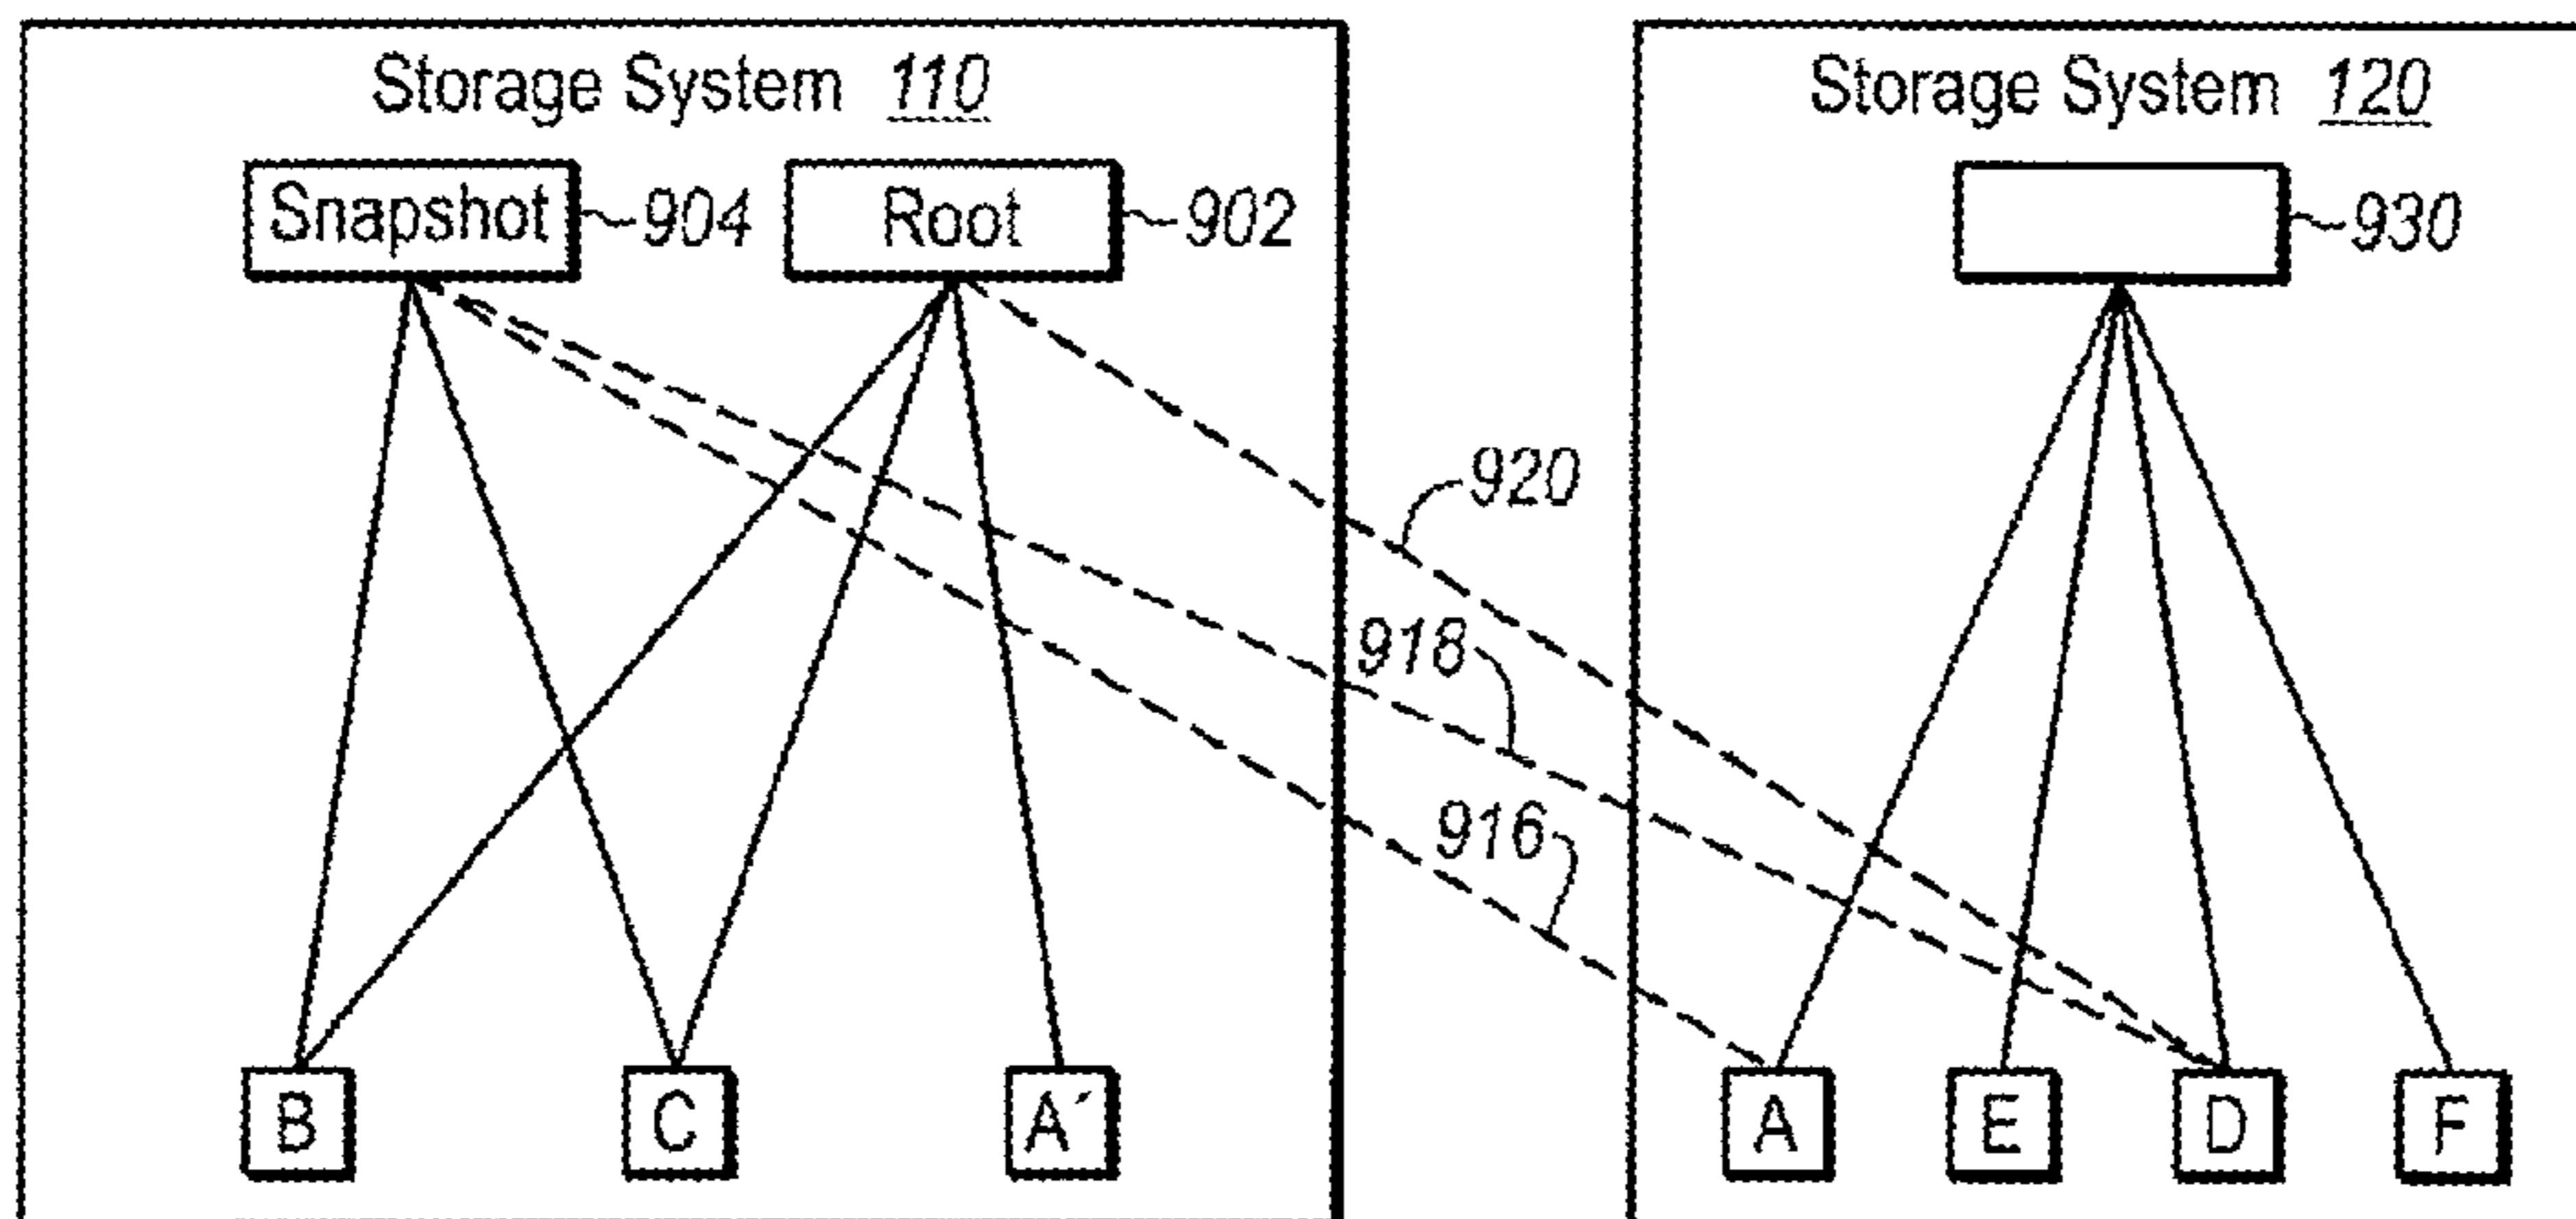 Storage System 110
Storage System 120
Snapshot
904
Root
902
930
920
918
916
B
C
A´
A
E
D
F